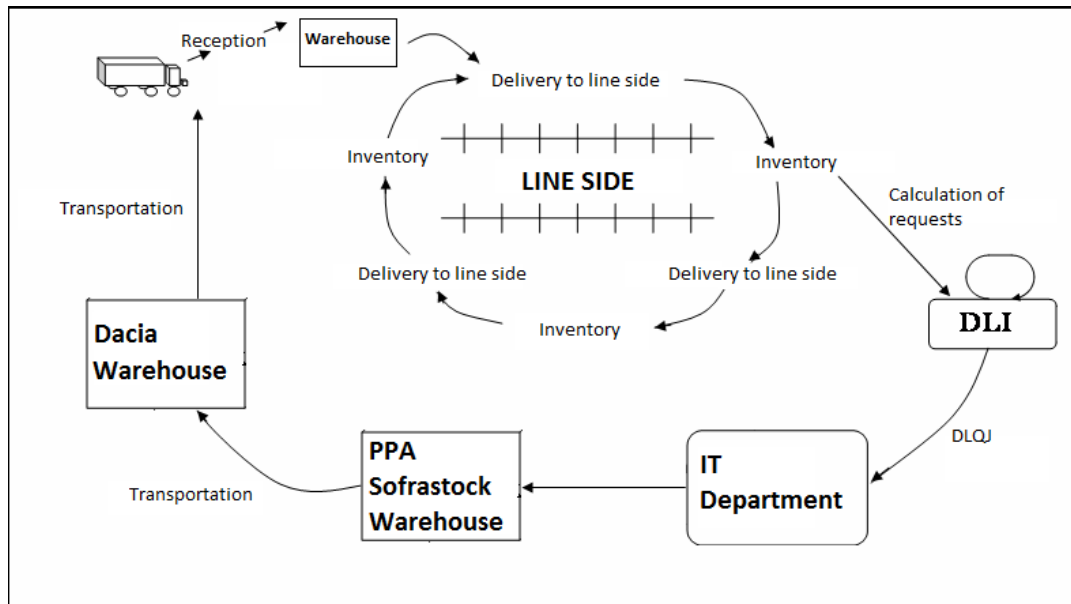 Reception
Warehouse
Delivery to line side
Inventory
LINE SIDE
Inventory
Calculation of
requests
Transportation
Delivery to line side
Delivery to line side
Inventory
DLI
Dacia
Warehouse
DLQJ
PPA
Sofrastock
Warehouse
IT
Department
Transportation